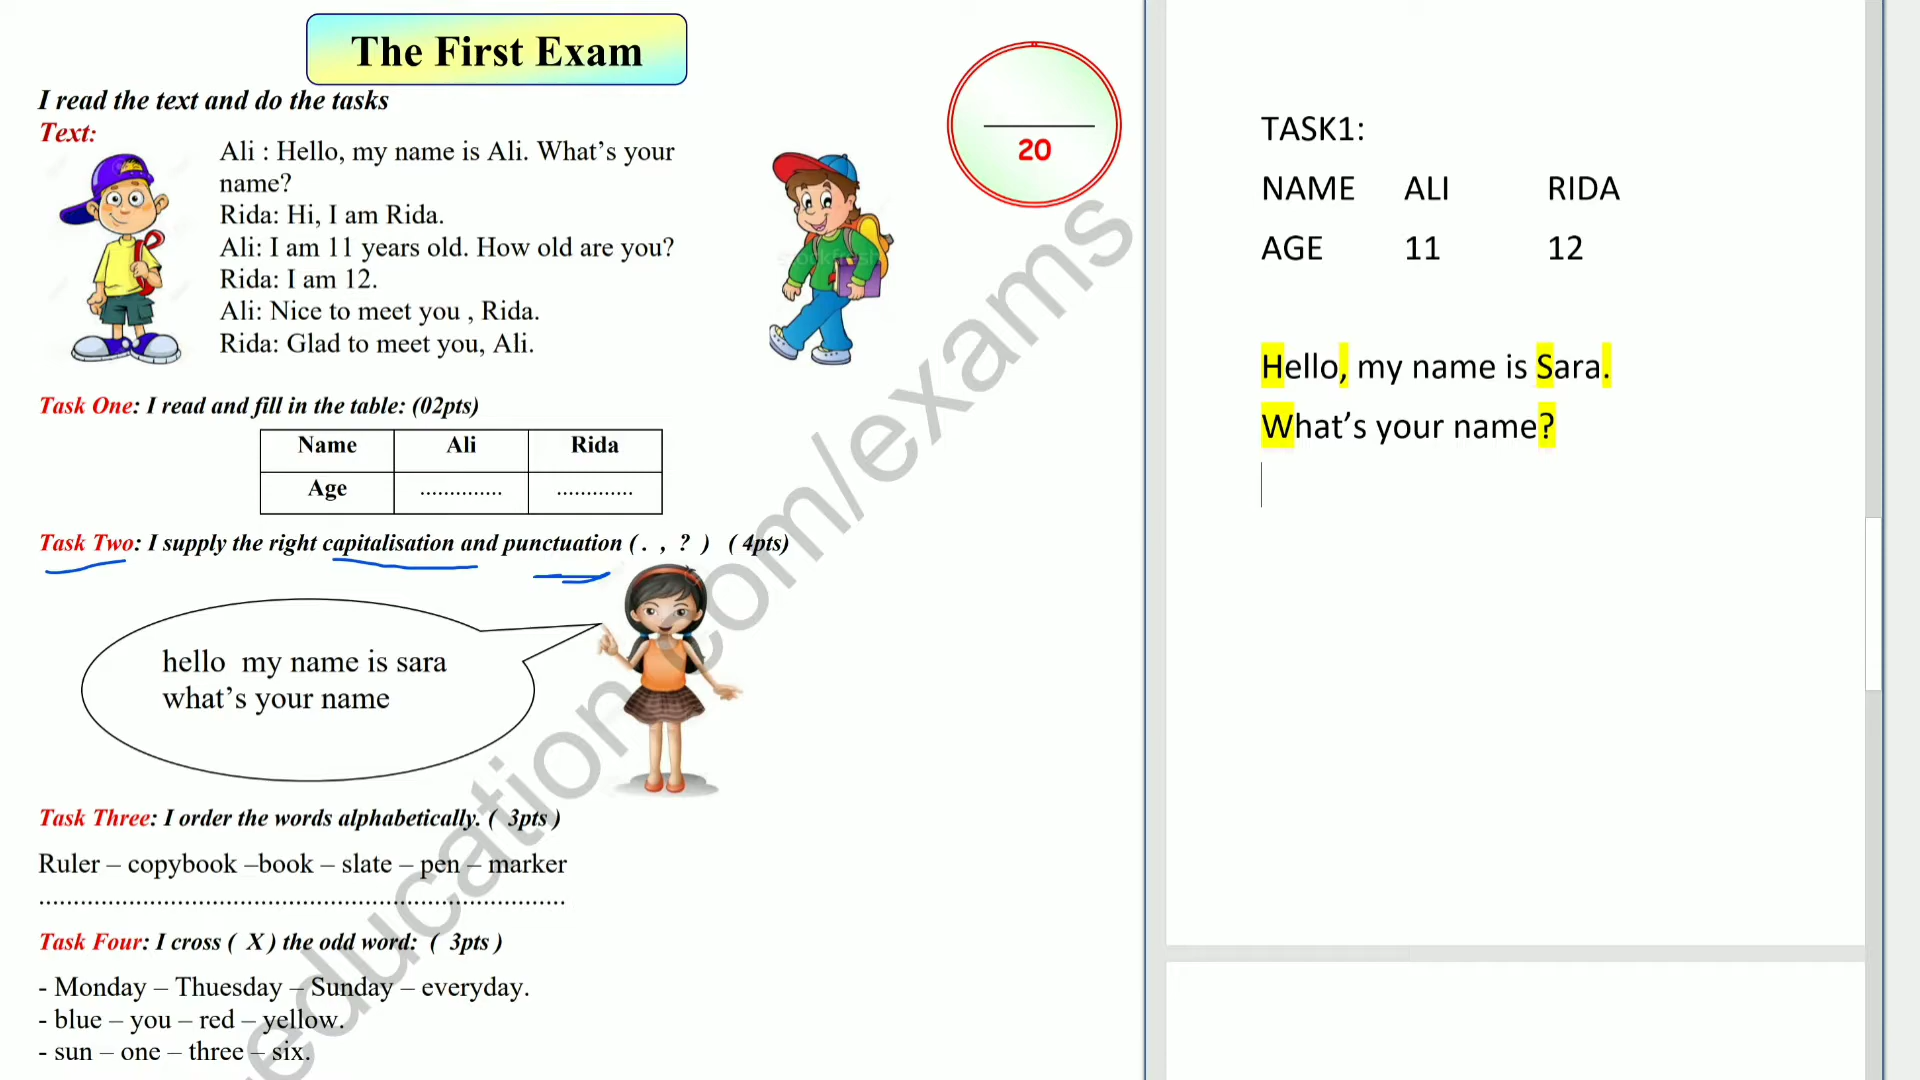 The First Exam
I read the text and do the tasks
Text:
Ali : Hello, my name is Ali. What's your
name?
Rida: Hi, I am Rida.
Ali: I am 11 years old. How old are you?
Rida: I am 12.
Ali: Nice to meet you , Rida.
Rida: Glad to meet you, Ali.
20
Task One: I read and fill in the table: (02pts)
Name Ali Rida
Age .............. .............
Task Two: I supply the right capitalisation and punctuation ( . , ? ) ( 4pts)
hello my name is sara
what's your name
Task Three: I order the words alphabetically. ( 3pts )
Ruler – copybook –book – slate – pen – marker
............................................................................
Task Four: I cross ( X ) the odd word: ( 3pts )
- Monday – Thuesday – Sunday – everyday.
- blue – you – red – yellow.
- sun – one – three – six.
education.com/exams
TASK1:
NAME ALI RIDA
AGE 11 12
Hello, my name is Sara.
What's your name?